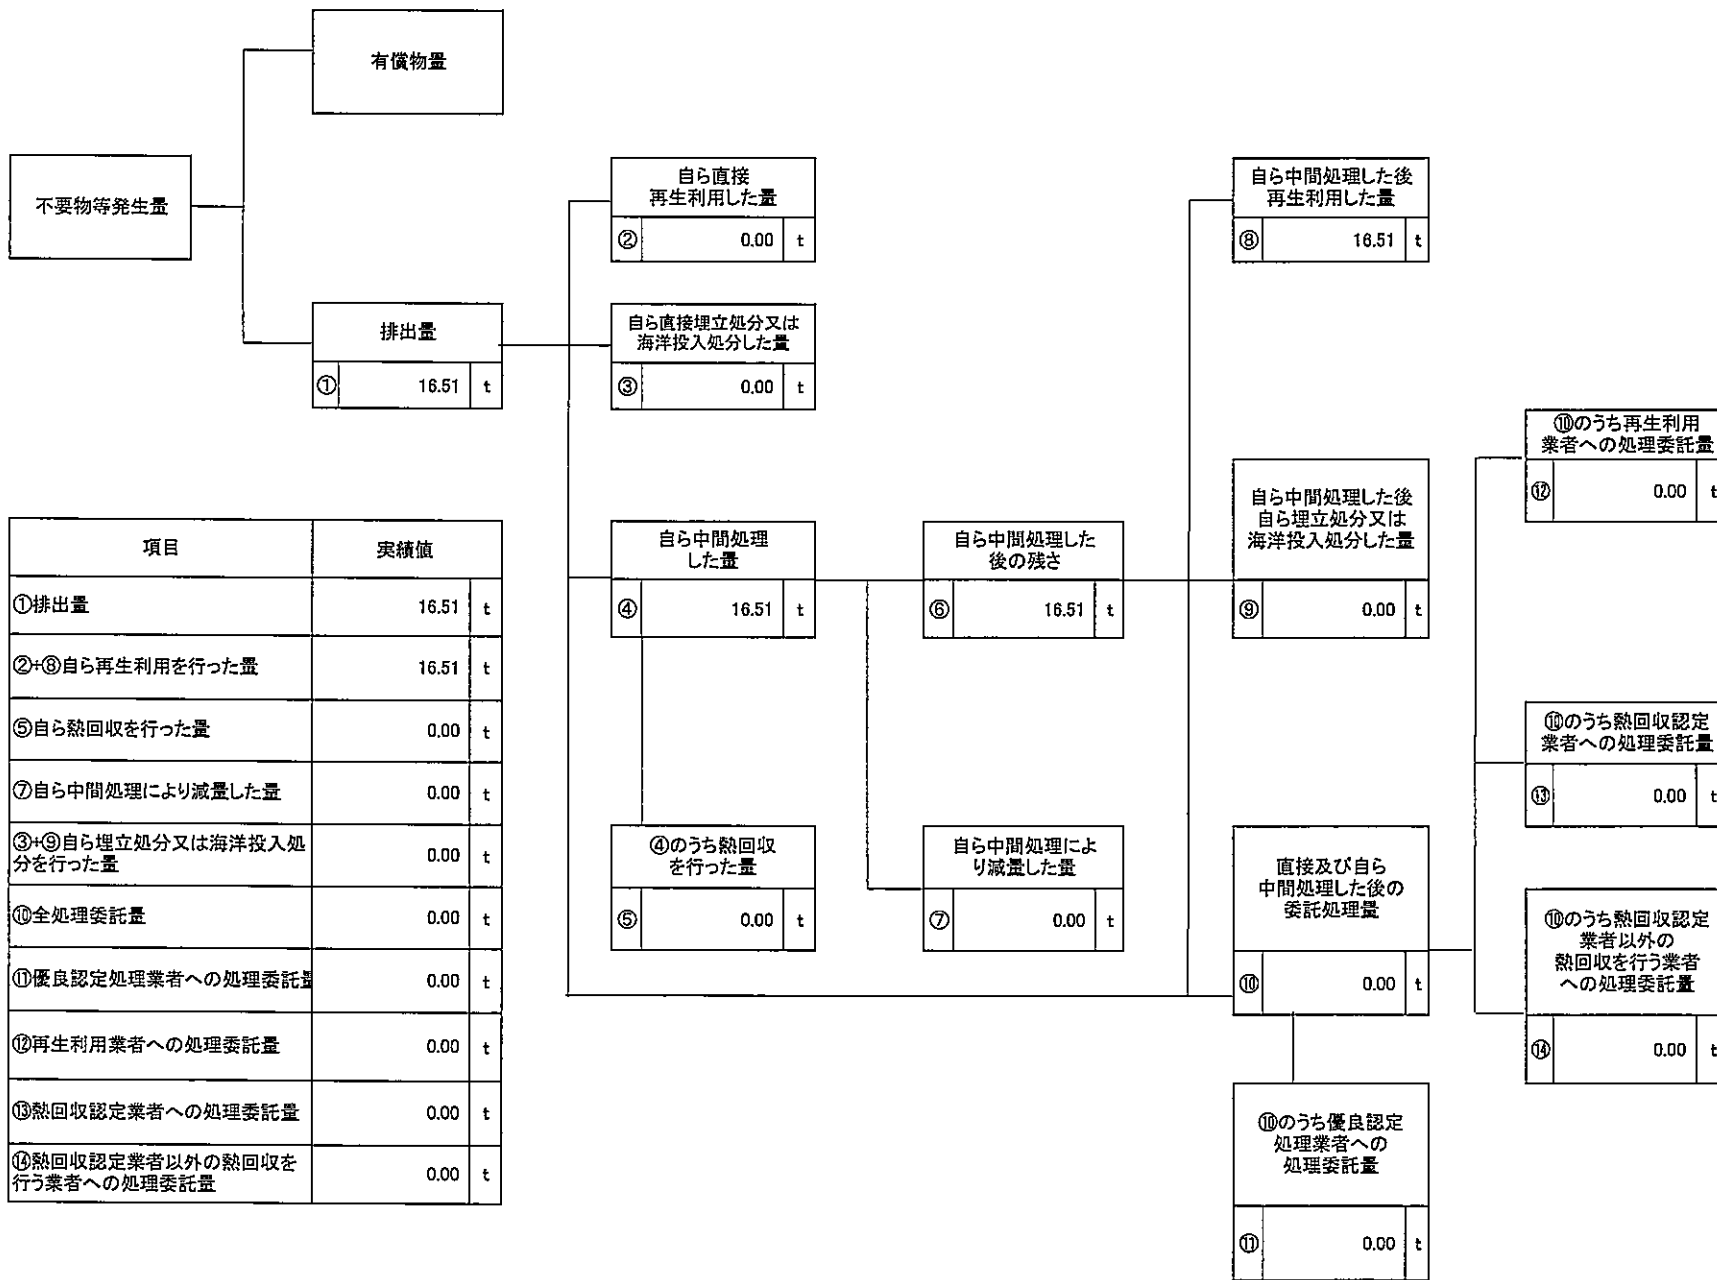 有償物量
不要物等発生量
排出量
① 16.51 t
自ら直接
再生利用した量
② 0.00 t
自ら直接埋立処分又は
海洋投入処分した量
③ 0.00 t
自ら中間処理した後
再生利用した量
⑧ 16.51 t
自ら中間処理
した量
④ 16.51 t
自ら中間処理した
後の残さ
⑥ 16.51 t
自ら中間処理した後
自ら埋立処分又は
海洋投入処分した量
⑨ 0.00 t
④のうち熱回収
を行った量
⑤ 0.00 t
自ら中間処理によ
り減量した量
⑦ 0.00 t
直接及び自ら
中間処理した後の
委託処理量
⑩ 0.00 t
⑩のうち優良認定
処理業者への
処理委託量
⑪ 0.00 t
⑩のうち再生利用
業者への処理委託量
⑫ 0.00 t
⑩のうち熱回収認定
業者への処理委託量
⑬ 0.00 t
⑩のうち熱回収認定
業者以外の
熱回収を行う業者
への処理委託量
⑭ 0.00 t
項目 実績値
①排出量 16.51 t
②+⑧自ら再生利用を行った量 16.51 t
⑤自ら熱回収を行った量 0.00 t
⑦自ら中間処理により減量した量 0.00 t
③+⑨自ら埋立処分又は海洋投入処
分を行った量 0.00 t
⑩全処理委託量 0.00 t
⑪優良認定処理業者への処理委託量 0.00 t
⑫再生利用業者への処理委託量 0.00 t
⑬熱回収認定業者への処理委託量 0.00 t
⑭熱回収認定業者以外の熱回収を
行う業者への処理委託量 0.00 t